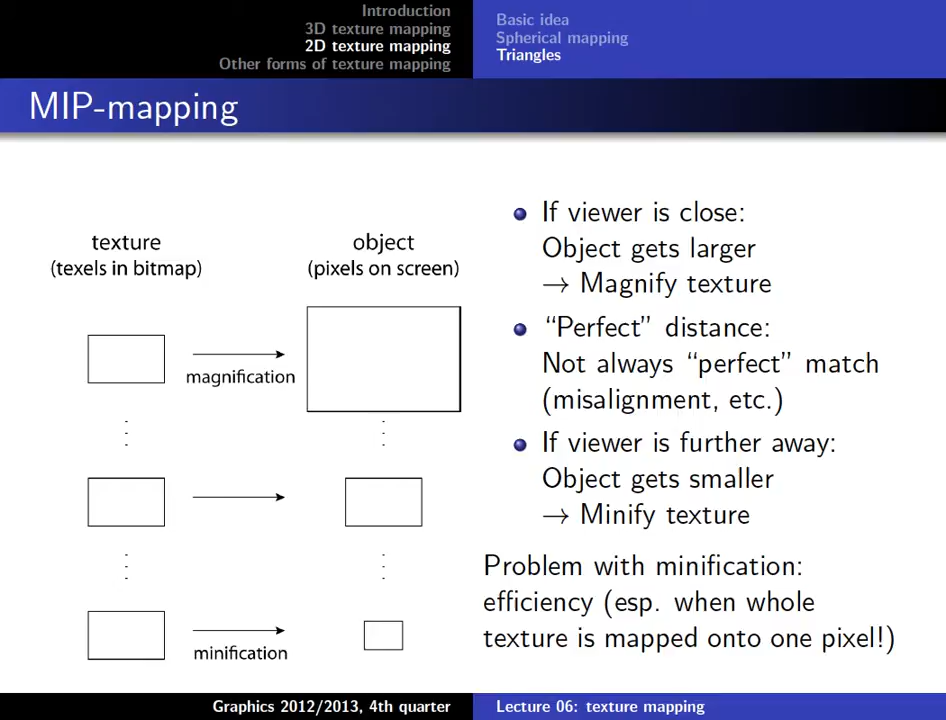 Introduction
3D texture mapping
2D texture mapping
Other forms of texture mapping
Basic idea
Spherical mapping
Triangles
MIP-mapping
texture
(texels in bitmap)
object
(pixels on screen)
magnification
minification
If viewer is close:
Object gets larger
→ Magnify texture
“Perfect” distance:
Not always “perfect” match
(misalignment, etc.)
If viewer is further away:
Object gets smaller
→ Minify texture
Problem with minification:
efficiency (esp. when whole
texture is mapped onto one pixel!)
Graphics 2012/2013, 4th quarter
Lecture 06: texture mapping